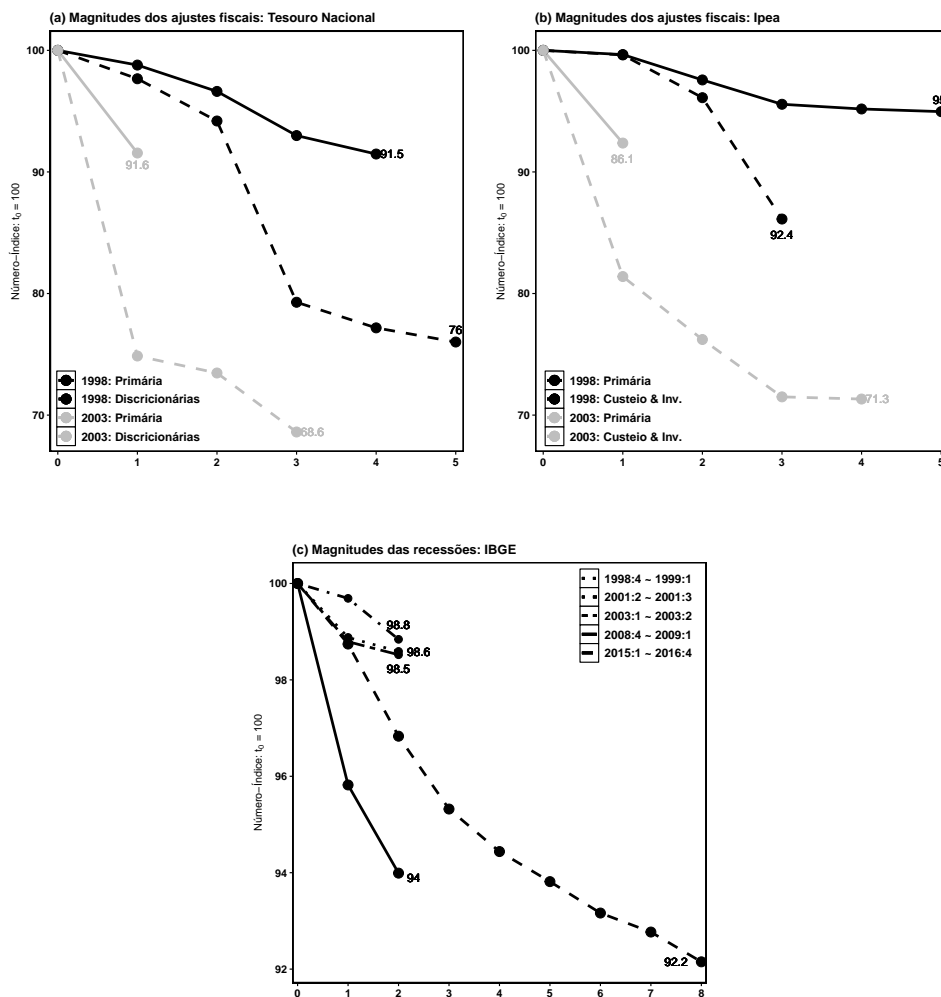 (a) Magnitudes dos ajustes fiscais: Tesouro Nacional
Número−Índice: t0 = 100
100
90
80
70
91.5
91.6
76
68.6
1998: Primária
1998: Discricionárias
2003: Primária
2003: Discricionárias
0 1 2 3 4 5
(b) Magnitudes dos ajustes fiscais: Ipea
Número−Índice: t0 = 100
100
90
80
70
95
86.1
92.4
71.3
1998: Primária
1998: Custeio & Inv.
2003: Primária
2003: Custeio & Inv.
0 1 2 3 4 5
(c) Magnitudes das recessões: IBGE
Número−Índice: t0 = 100
100
98
96
94
92
1998:4 ~ 1999:1
2001:2 ~ 2001:3
2003:1 ~ 2003:2
2008:4 ~ 2009:1
2015:1 ~ 2016:4
98.8
98.6
98.5
94
92.2
0 1 2 3 4 5 6 7 8